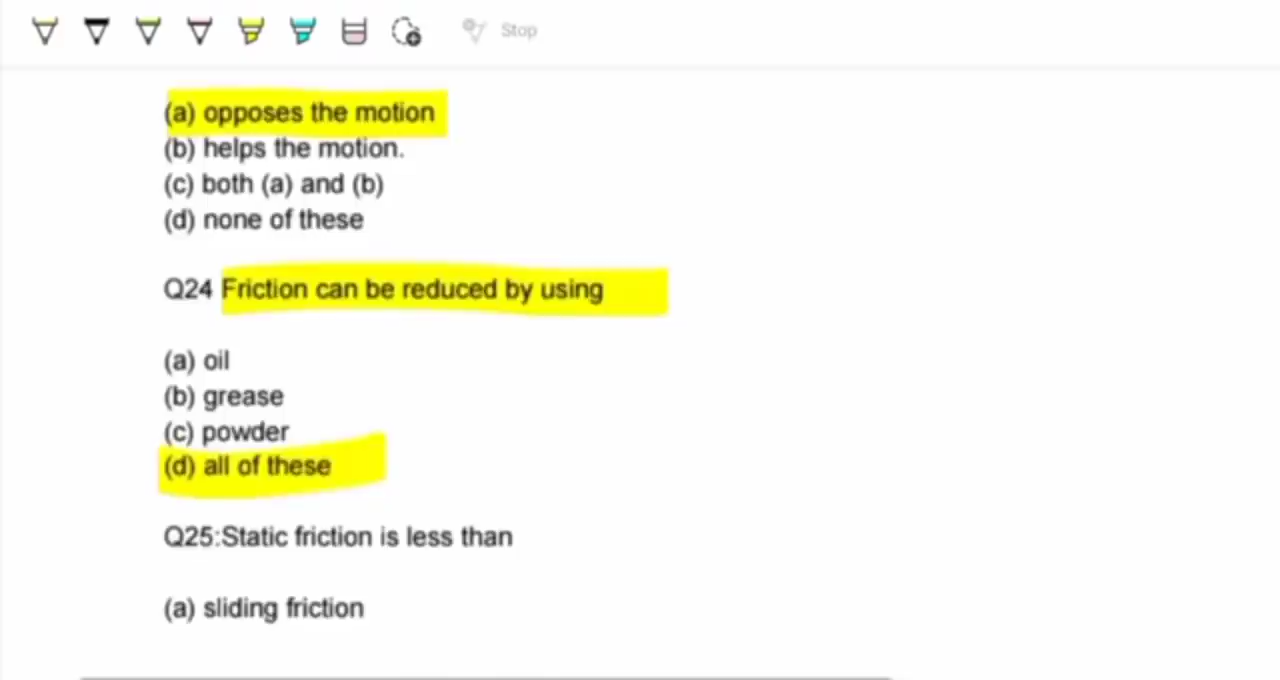 Stop
(a) opposes the motion
(b) helps the motion.
(c) both (a) and (b)
(d) none of these
Q24 Friction can be reduced by using
(a) oil
(b) grease
(c) powder
(d) all of these
Q25:Static friction is less than
(a) sliding friction